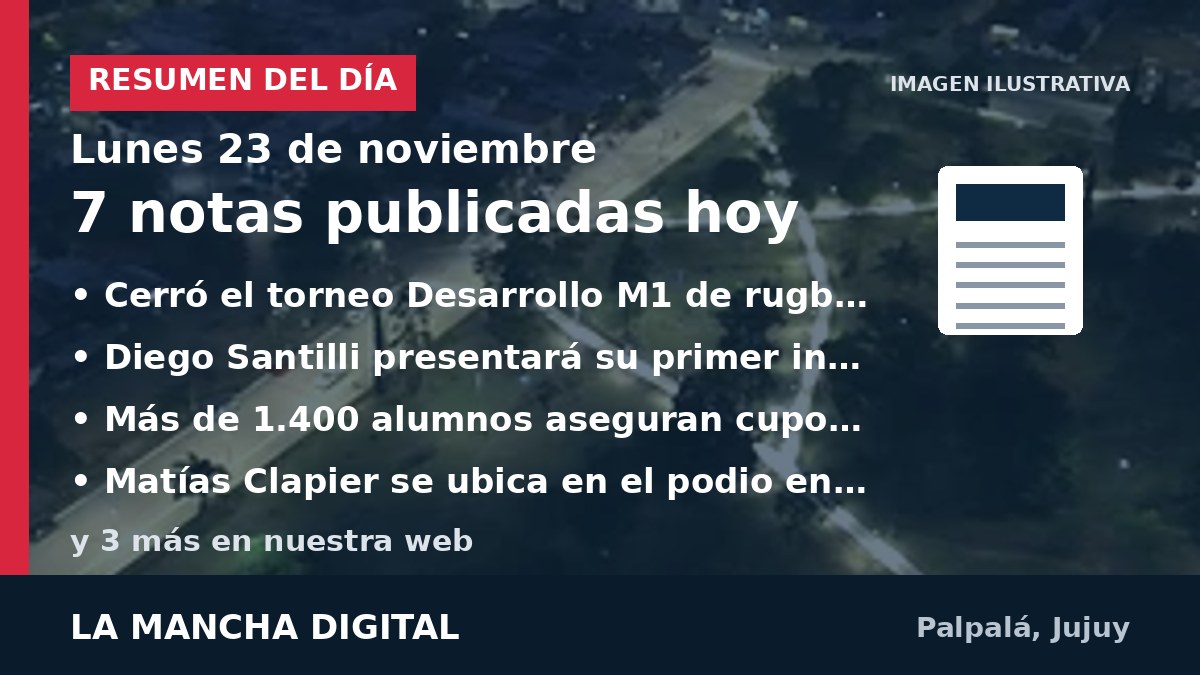 RESUMEN DEL DÍA
IMAGEN ILUSTRATIVA
Lunes 23 de noviembre
7 notas publicadas hoy
• Cerró el torneo Desarrollo M1 de rugb…
• Diego Santilli presentará su primer in…
• Más de 1.400 alumnos aseguran cupo…
• Matías Clapier se ubica en el podio en…
y 3 más en nuestra web
LA MANCHA DIGITAL
Palpalá, Jujuy